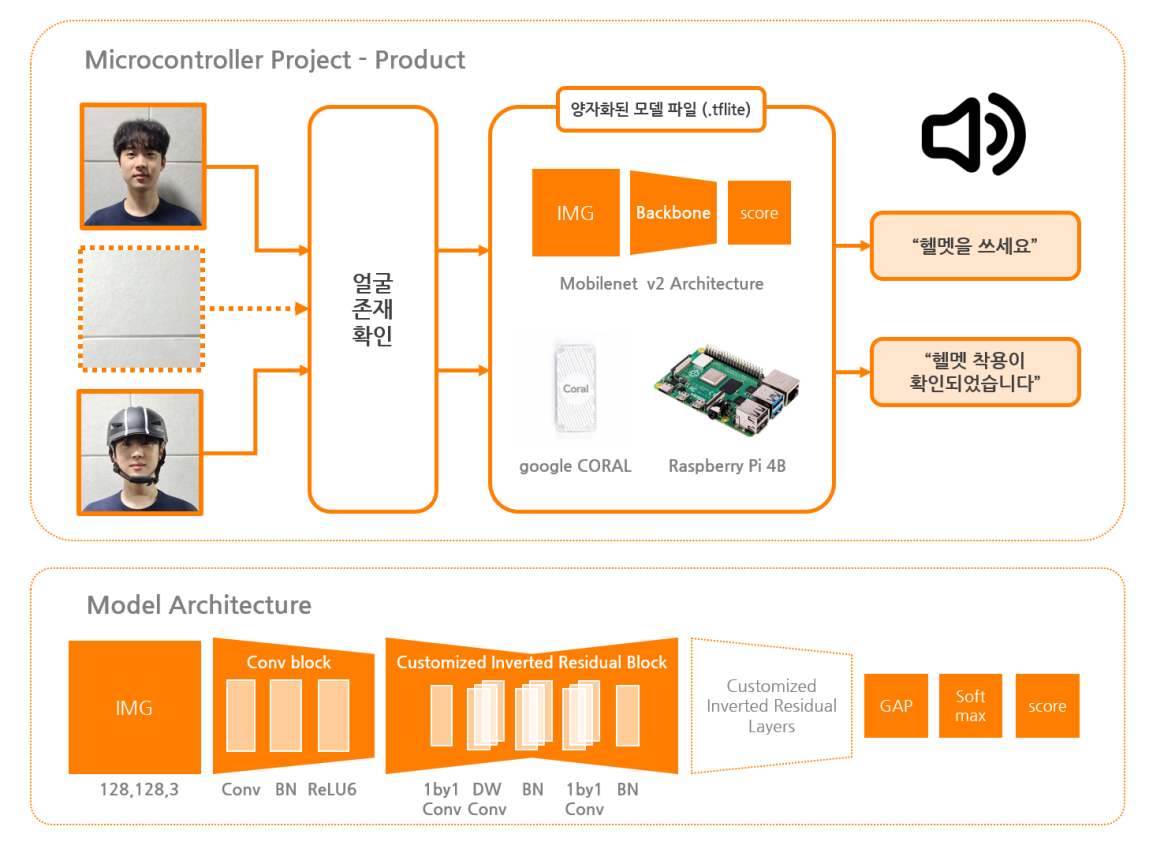 Microcontroller Project - Product
양자화된 모델 파일 (.tflite)
IMG
Backbone
score
Mobilenet v2 Architecture
얼굴
존재
확인
Coral
google CORAL
Raspberry Pi 4B
“헬멧을 쓰세요”
“헬멧 착용이
확인되었습니다”
Model Architecture
IMG
128,128,3
Conv block
Conv BN ReLU6
Customized Inverted Residual Block
1by1 DW BN 1by1 BN
Conv Conv Conv
Customized
Inverted Residual
Layers
GAP
Soft
max
score